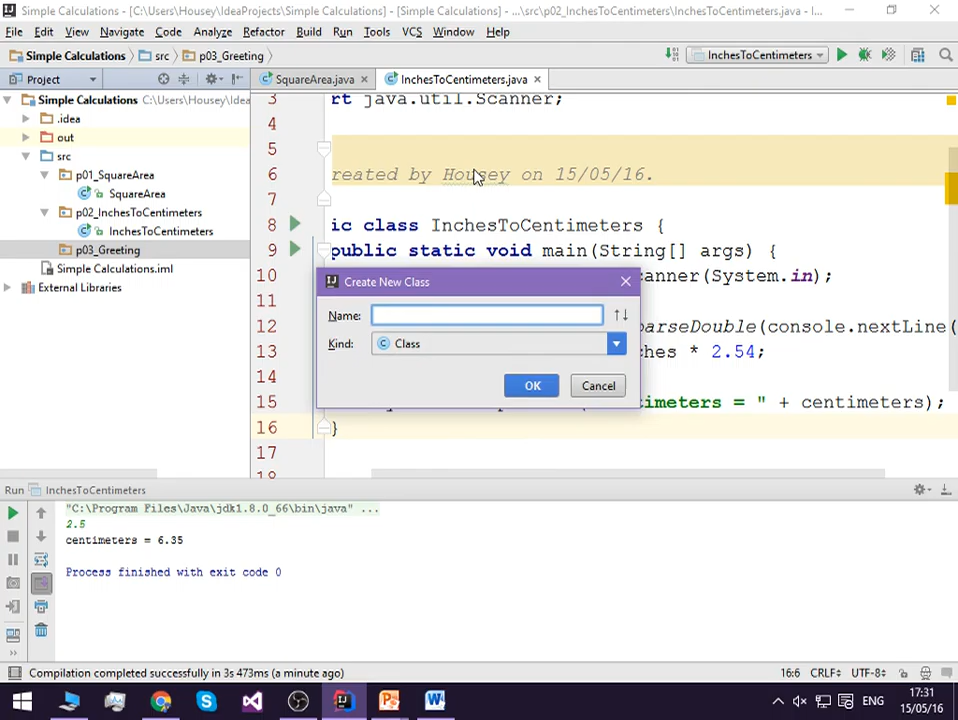 Simple Calculations - [C:\Users\Housey\IdeaProjects\Simple Calculations] - [Simple Calculations] - ...\src\p02_InchesToCentimeters\InchesToCentimeters.java - I...
File Edit View Navigate Code Analyze Refactor Build Run Tools VCS Window Help
Simple Calculations src p03_Greeting InchesToCentimeters
Project SquareArea.java InchesToCentimeters.java
Simple Calculations C:\Users\Housey\Idea
.idea
out
src
p01_SquareArea
SquareArea
p02_InchesToCentimeters
InchesToCentimeters
p03_Greeting
Simple Calculations.iml
External Libraries
3 rt java.util.Scanner;
4
5
6 reated by Housey on 15/05/16.
7
8 ic class InchesToCentimeters {
9 public static void main(String[] args) {
10 canner(System.in);
11
12 parseDouble(console.nextLine(
13 ches * 2.54;
14
15 timeters = " + centimeters);
16 }
17
18
Create New Class
Name:
Kind: Class
OK Cancel
Run InchesToCentimeters
"C:\Program Files\Java\jdk1.8.0_66\bin\java" ...
2.5
centimeters = 6.35
Process finished with exit code 0
Compilation completed successfully in 3s 473ms (a minute ago) 16:6 CRLF÷ UTF-8÷
ENG 17:31
15/05/16